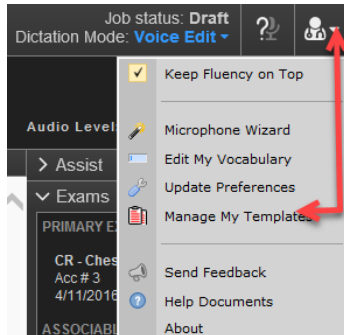 Job status: Draft
Dictation Mode: Voice Edit
Keep Fluency on Top
Audio Level:
Microphone Wizard
Assist
Edit My Vocabulary
Exams
Update Preferences
PRIMARY
Manage My Templates
CR - Ches
Acc # 3
Send Feedback
4/11/2016
Help Documents
ASSOCIABL
About